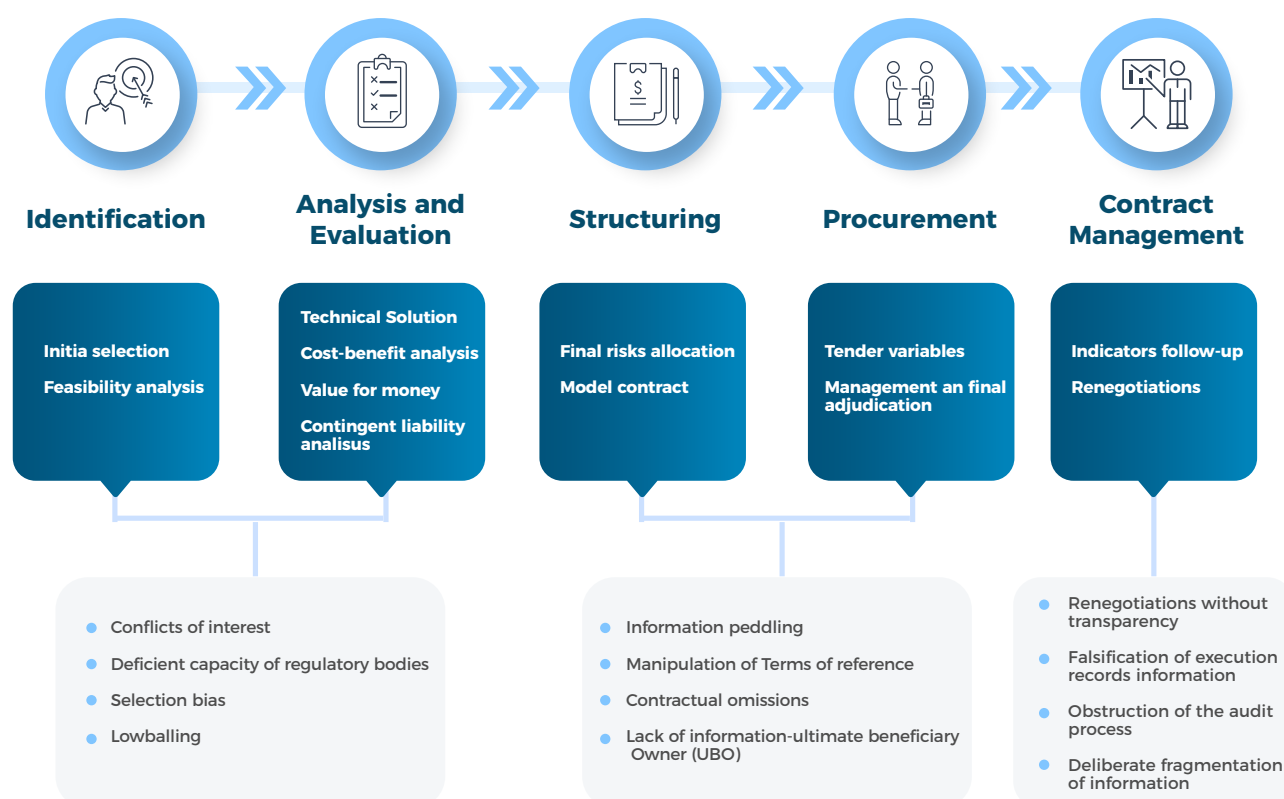 $
Identification
Analysis and
Evaluation
Structuring
Procurement
Contract
Management
Initia selection
Feasibility analysis
Technical Solution
Cost-benefit analysis
Value for money
Contingent liability
analisus
Final risks allocation
Model contract
Tender variables
Management an final
adjudication
Indicators follow-up
Renegotiations
Conflicts of interest
Deficient capacity of regulatory bodies
Selection bias
Lowballing
Information peddling
Manipulation of Terms of reference
Contractual omissions
Lack of information-ultimate beneficiary
Owner (UBO)
Renegotiations without
transparency
Falsification of execution
records information
Obstruction of the audit
process
Deliberate fragmentation
of information